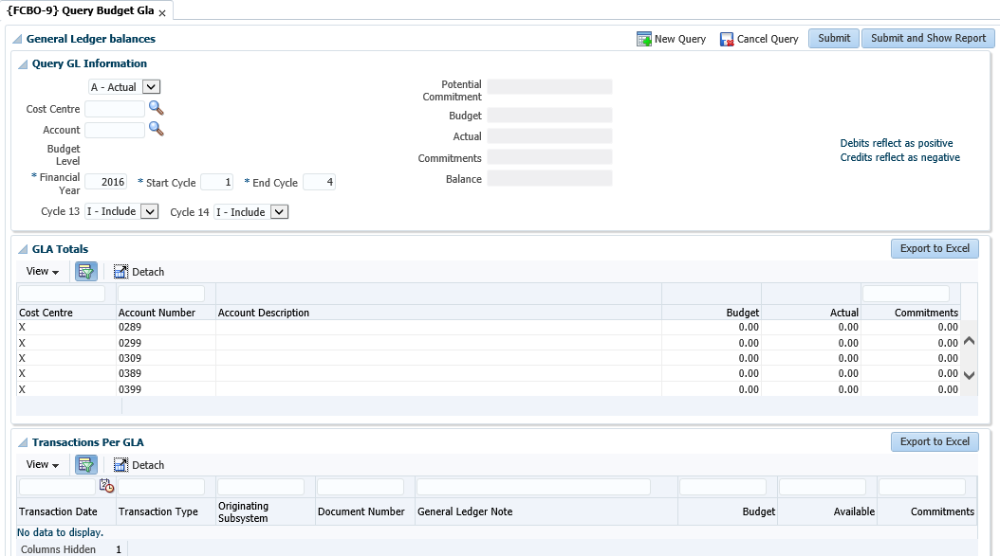 {FCBO-9} Query Budget Gla x
General Ledger balances
New Query Cancel Query Submit Submit and Show Report
Query GL Information
A - Actual
Cost Centre
Account
Budget Level
* Financial Year 2016 * Start Cycle 1 * End Cycle 4
Cycle 13 I - Include Cycle 14 I - Include
Potential Commitment
Budget
Actual
Commitments
Balance
Debits reflect as positive
Credits reflect as negative
GLA Totals Export to Excel
View Detach
Cost Centre Account Number Account Description Budget Actual Commitments
X 0289 0.00 0.00 0.00
X 0299 0.00 0.00 0.00
X 0309 0.00 0.00 0.00
X 0389 0.00 0.00 0.00
X 0399 0.00 0.00 0.00
Transactions Per GLA Export to Excel
View Detach
Transaction Date Transaction Type Originating Subsystem Document Number General Ledger Note Budget Available Commitments
No data to display.
Columns Hidden 1